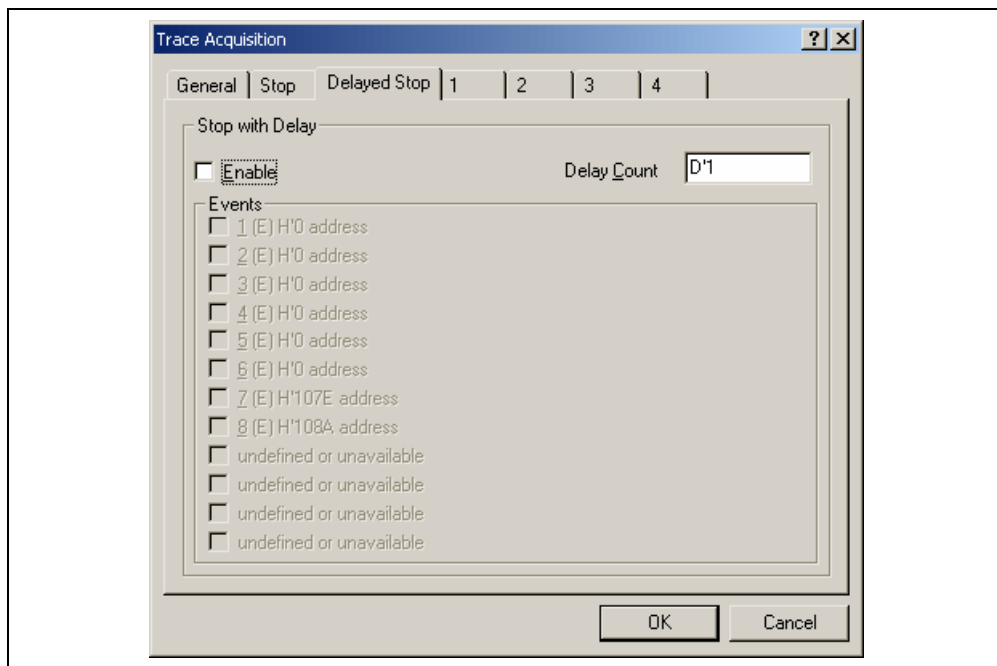 Trace Acquisition
General Stop Delayed Stop 1 2 3 4
Stop with Delay
Enable Delay Count D'1
Events
1 (E) H'0 address
2 (E) H'0 address
3 (E) H'0 address
4 (E) H'0 address
5 (E) H'0 address
6 (E) H'0 address
7 (E) H'107E address
8 (E) H'108A address
undefined or unavailable
undefined or unavailable
undefined or unavailable
undefined or unavailable
OK Cancel